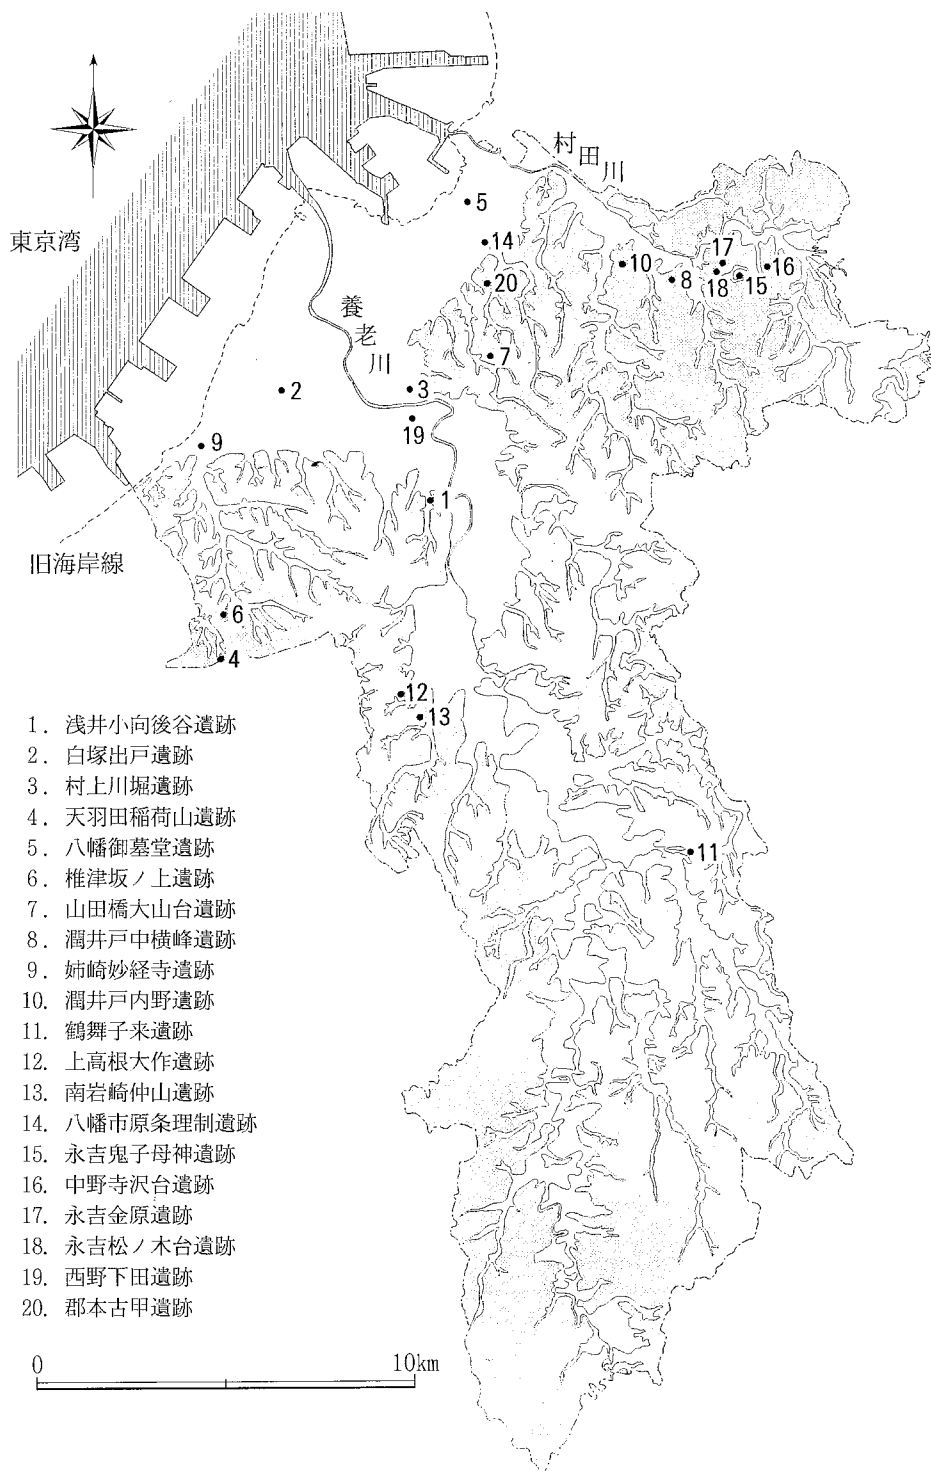 村田川
東京湾
養老川
旧海岸線
5
14
20
10
8
17
18
15
16
7
2
3
19
9
1
6
4
12
13
11
1. 浅井小向後谷遺跡
2. 白塚出戸遺跡
3. 村上川堀遺跡
4. 天羽田稲荷山遺跡
5. 八幡御墓堂遺跡
6. 椎津坂ノ上遺跡
7. 山田橋大山台遺跡
8. 潤井戸中横峰遺跡
9. 姉崎妙経寺遺跡
10. 潤井戸内野遺跡
11. 鶴舞子来遺跡
12. 上高根大作遺跡
13. 南岩崎仲山遺跡
14. 八幡市原条理制遺跡
15. 永吉鬼子母神遺跡
16. 中野寺沢台遺跡
17. 永吉金原遺跡
18. 永吉松ノ木台遺跡
19. 西野下田遺跡
20. 郡本古甲遺跡
0 10km